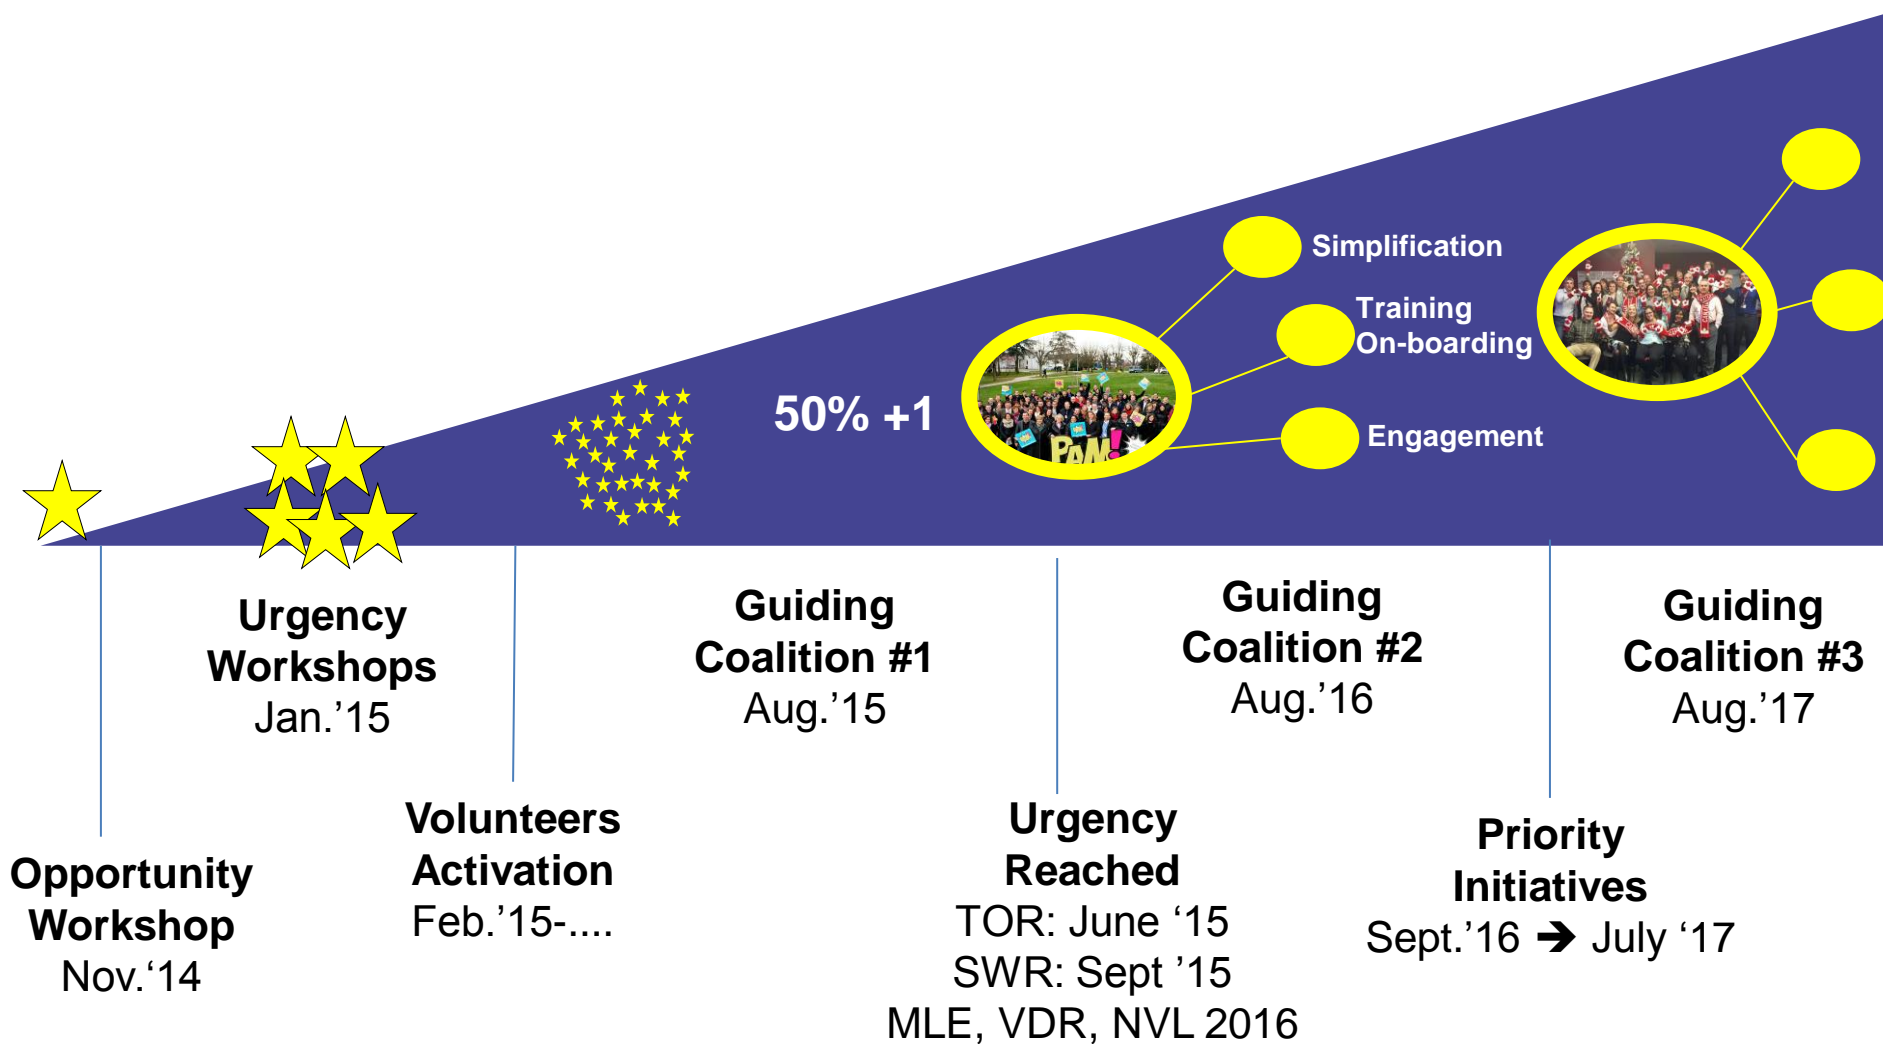 Simplification
Training
On-boarding
50% +1
Engagement
PAM!
Urgency
Workshops
Jan.’15
Guiding
Coalition #1
Aug.’15
Guiding
Coalition #2
Aug.’16
Guiding
Coalition #3
Aug.’17
Opportunity
Workshop
Nov.‘14
Volunteers
Activation
Feb.’15-....
Urgency
Reached
TOR: June ‘15
SWR: Sept ’15
MLE, VDR, NVL 2016
Priority
Initiatives
Sept.’16 ➔ July ‘17